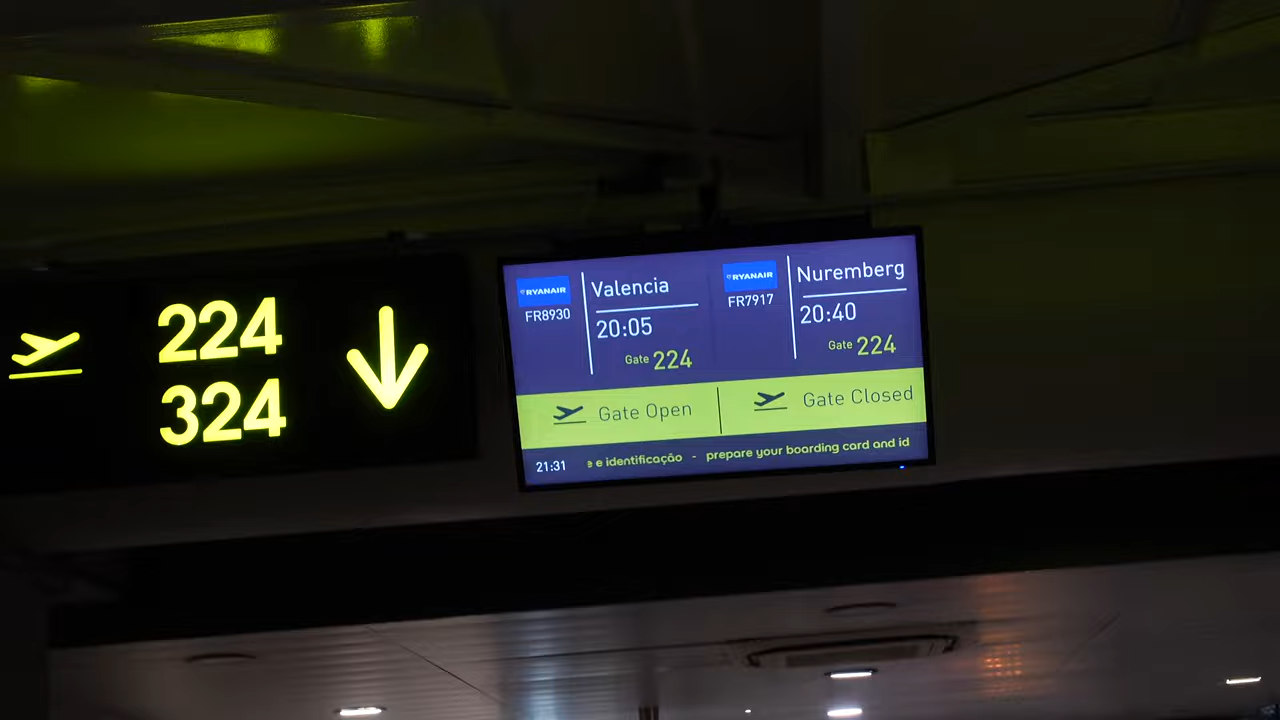 224
324
RYANAIR
FR8930
Valencia
20:05
Gate 224
RYANAIR
FR7917
Nuremberg
20:40
Gate 224
Gate Open
Gate Closed
21:31
e identificação - prepare your boarding card and id